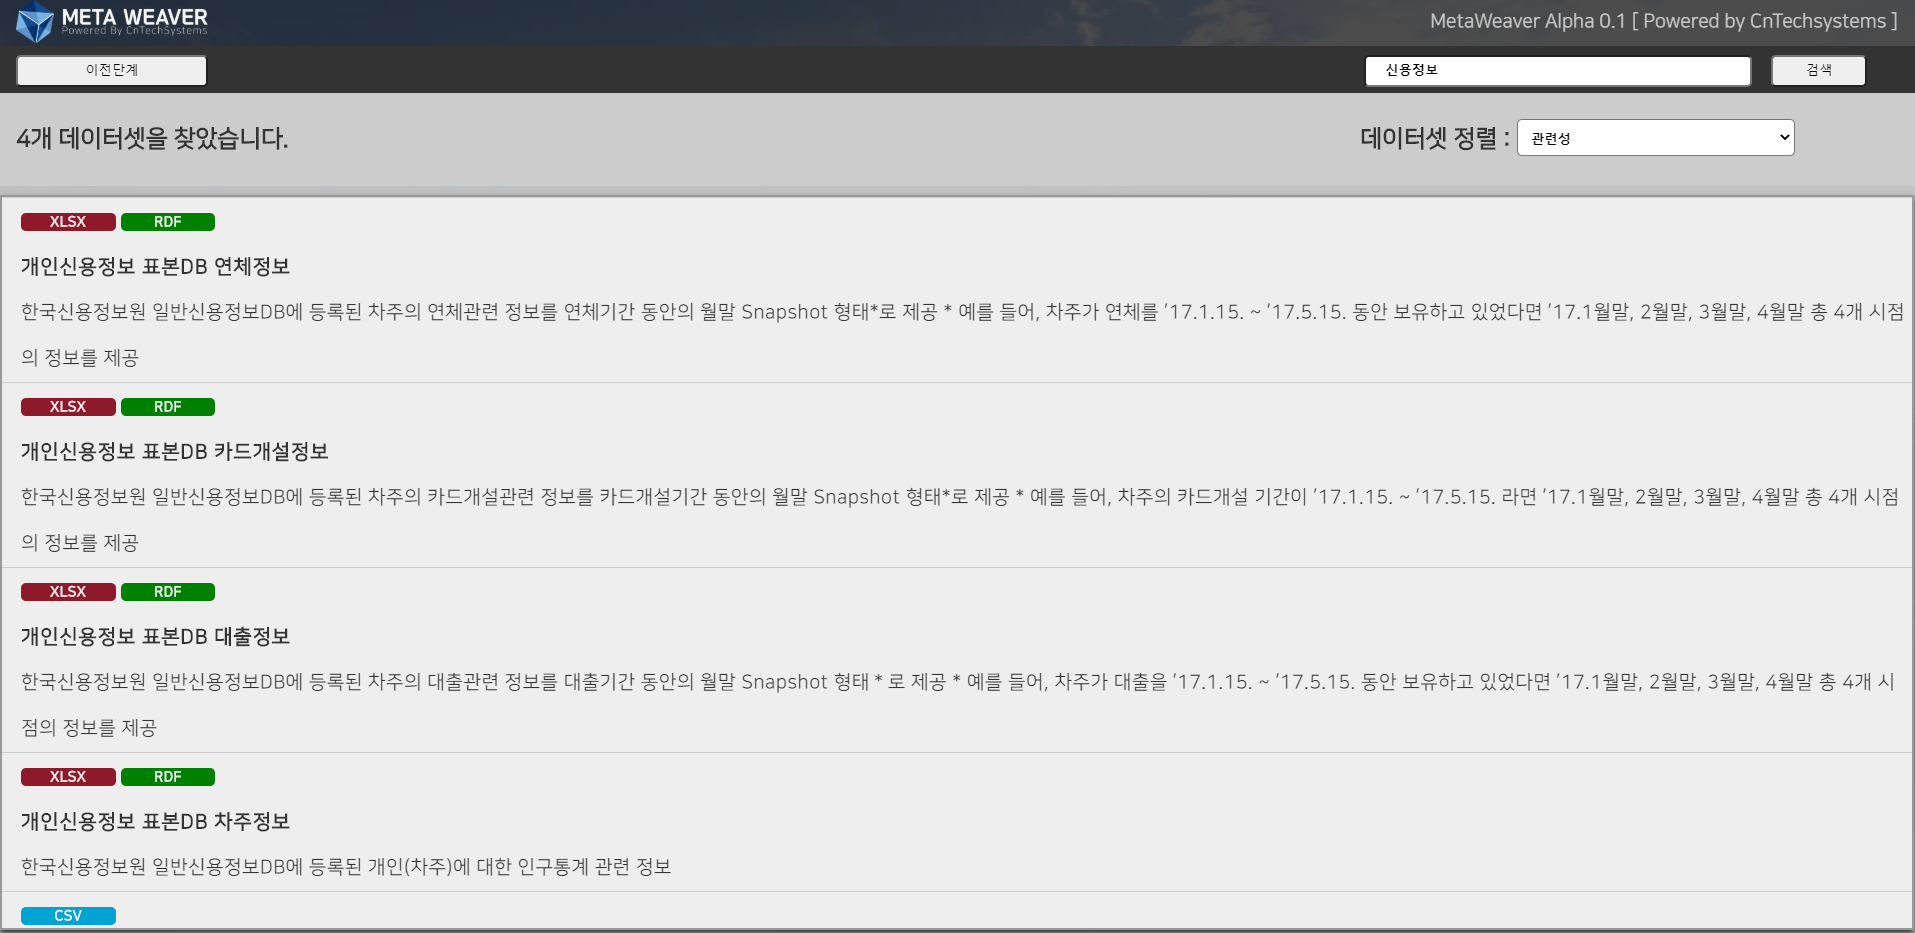 META WEAVER
Powered By CnTechSystems
MetaWeaver Alpha 0.1 [ Powered by CnTechsystems ]
이전단계
신용정보
검색
4개 데이터셋을 찾았습니다.
데이터셋 정렬 :
관련성
XLSX RDF
개인신용정보 표본DB 연체정보
한국신용정보원 일반신용정보DB에 등록된 차주의 연체관련 정보를 연체기간 동안의 월말 Snapshot 형태*로 제공 * 예를 들어, 차주가 연체를 ’17.1.15. ~ ’17.5.15. 동안 보유하고 있었다면 ’17.1월말, 2월말, 3월말, 4월말 총 4개 시점
의 정보를 제공
XLSX RDF
개인신용정보 표본DB 카드개설정보
한국신용정보원 일반신용정보DB에 등록된 차주의 카드개설관련 정보를 카드개설기간 동안의 월말 Snapshot 형태*로 제공 * 예를 들어, 차주의 카드개설 기간이 ’17.1.15. ~ ’17.5.15. 라면 ’17.1월말, 2월말, 3월말, 4월말 총 4개 시점
의 정보를 제공
XLSX RDF
개인신용정보 표본DB 대출정보
한국신용정보원 일반신용정보DB에 등록된 차주의 대출관련 정보를 대출기간 동안의 월말 Snapshot 형태 * 로 제공 * 예를 들어, 차주가 대출을 ’17.1.15. ~ ’17.5.15. 동안 보유하고 있었다면 ’17.1월말, 2월말, 3월말, 4월말 총 4개 시
점의 정보를 제공
XLSX RDF
개인신용정보 표본DB 차주정보
한국신용정보원 일반신용정보DB에 등록된 개인(차주)에 대한 인구통계 관련 정보
CSV